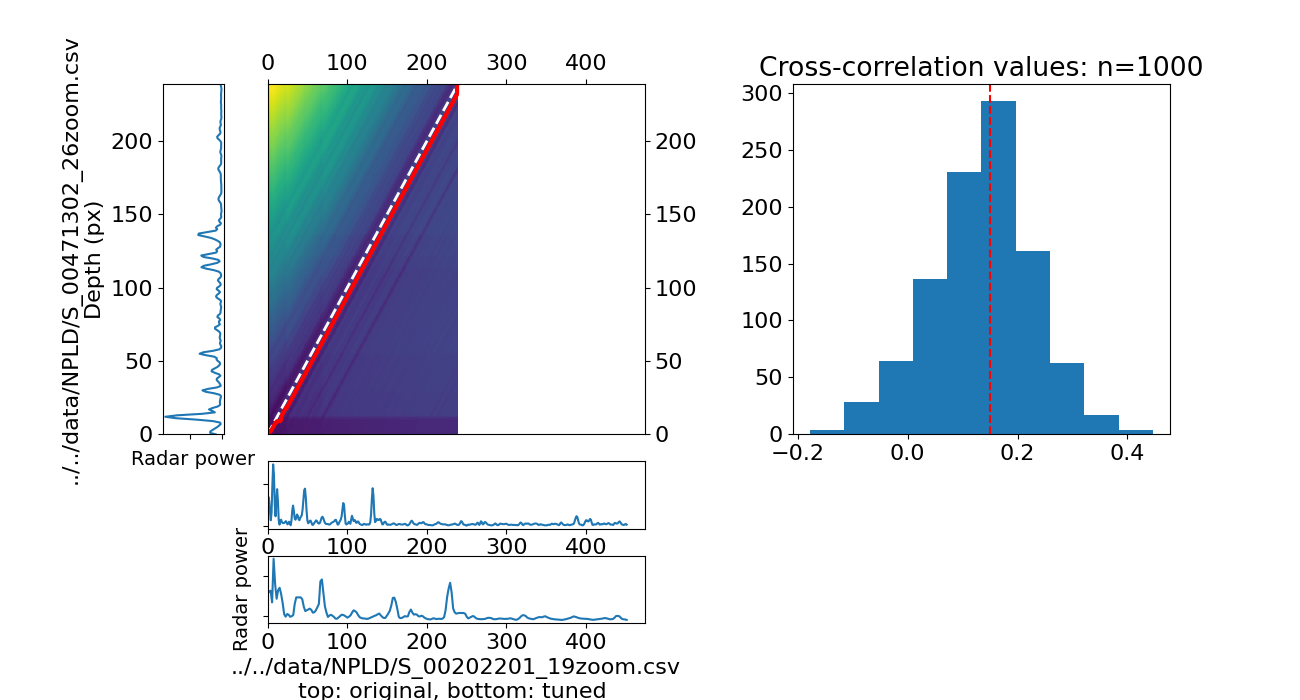 0 100 200 300 400
Cross-correlation values: n=1000
../../data/NPLD/S_00471302_26zoom.csv
Depth (px)
200
150
100
50
0
200
150
100
50
0
300
250
200
150
100
50
0
−0.2 0.0 0.2 0.4
Radar power
0 100 200 300 400
Radar power
0 100 200 300 400
../../data/NPLD/S_00202201_19zoom.csv
top: original, bottom: tuned